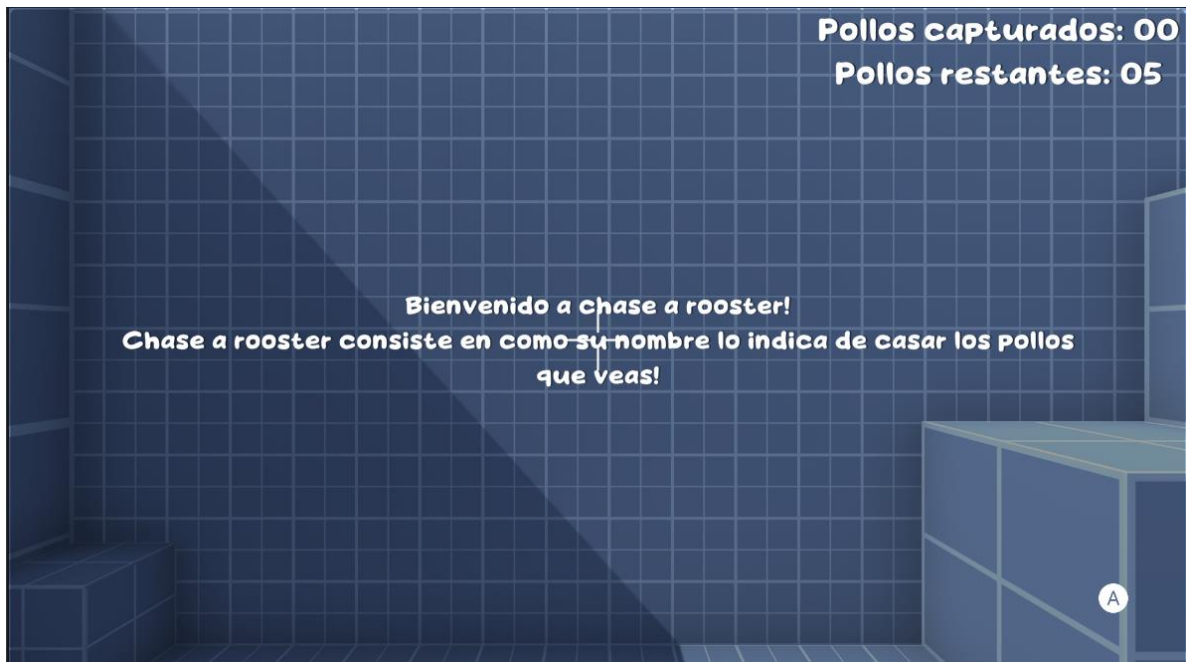 Pollos capturados: 00
Pollos restantes: 05
Bienvenido a chase a rooster!
Chase a rooster consiste en como su nombre lo indica de casar los pollos
que veas!
A